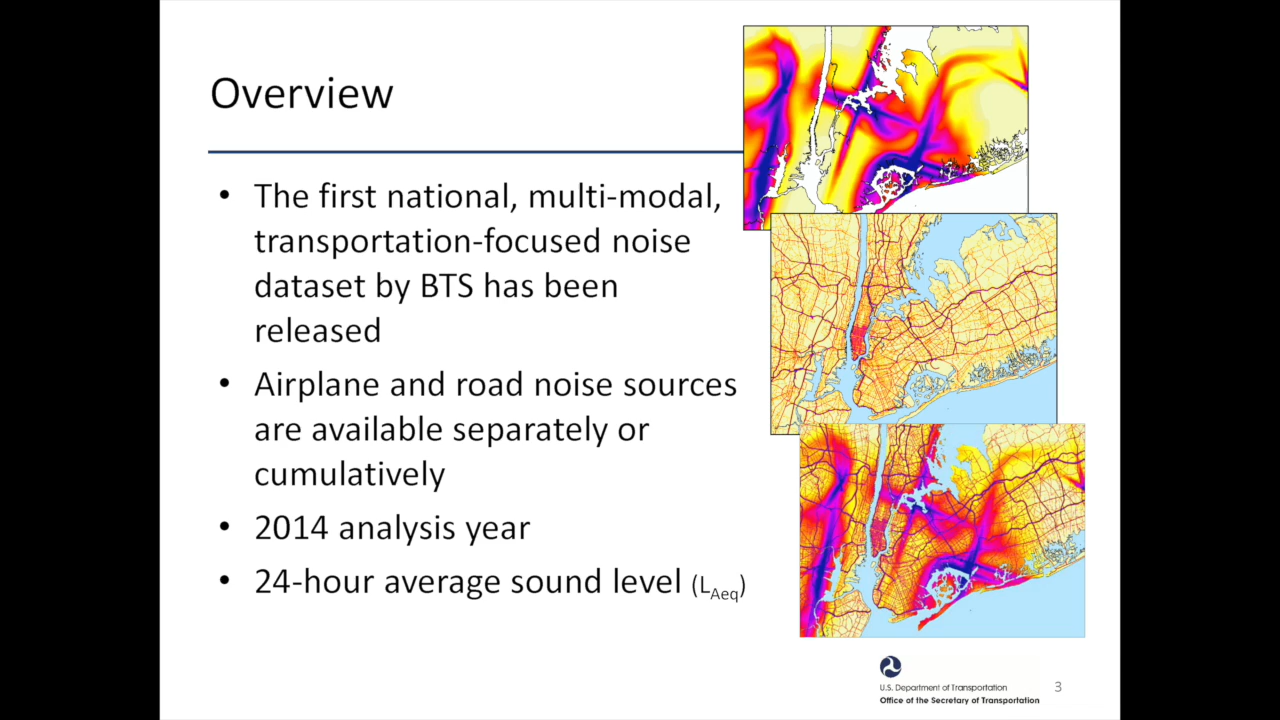 Overview
• The first national, multi-modal,
transportation-focused noise
dataset by BTS has been
released
• Airplane and road noise sources
are available separately or
cumulatively
• 2014 analysis year
• 24-hour average sound level (LAeq)
U.S. Department of Transportation
Office of the Secretary of Transportation
3